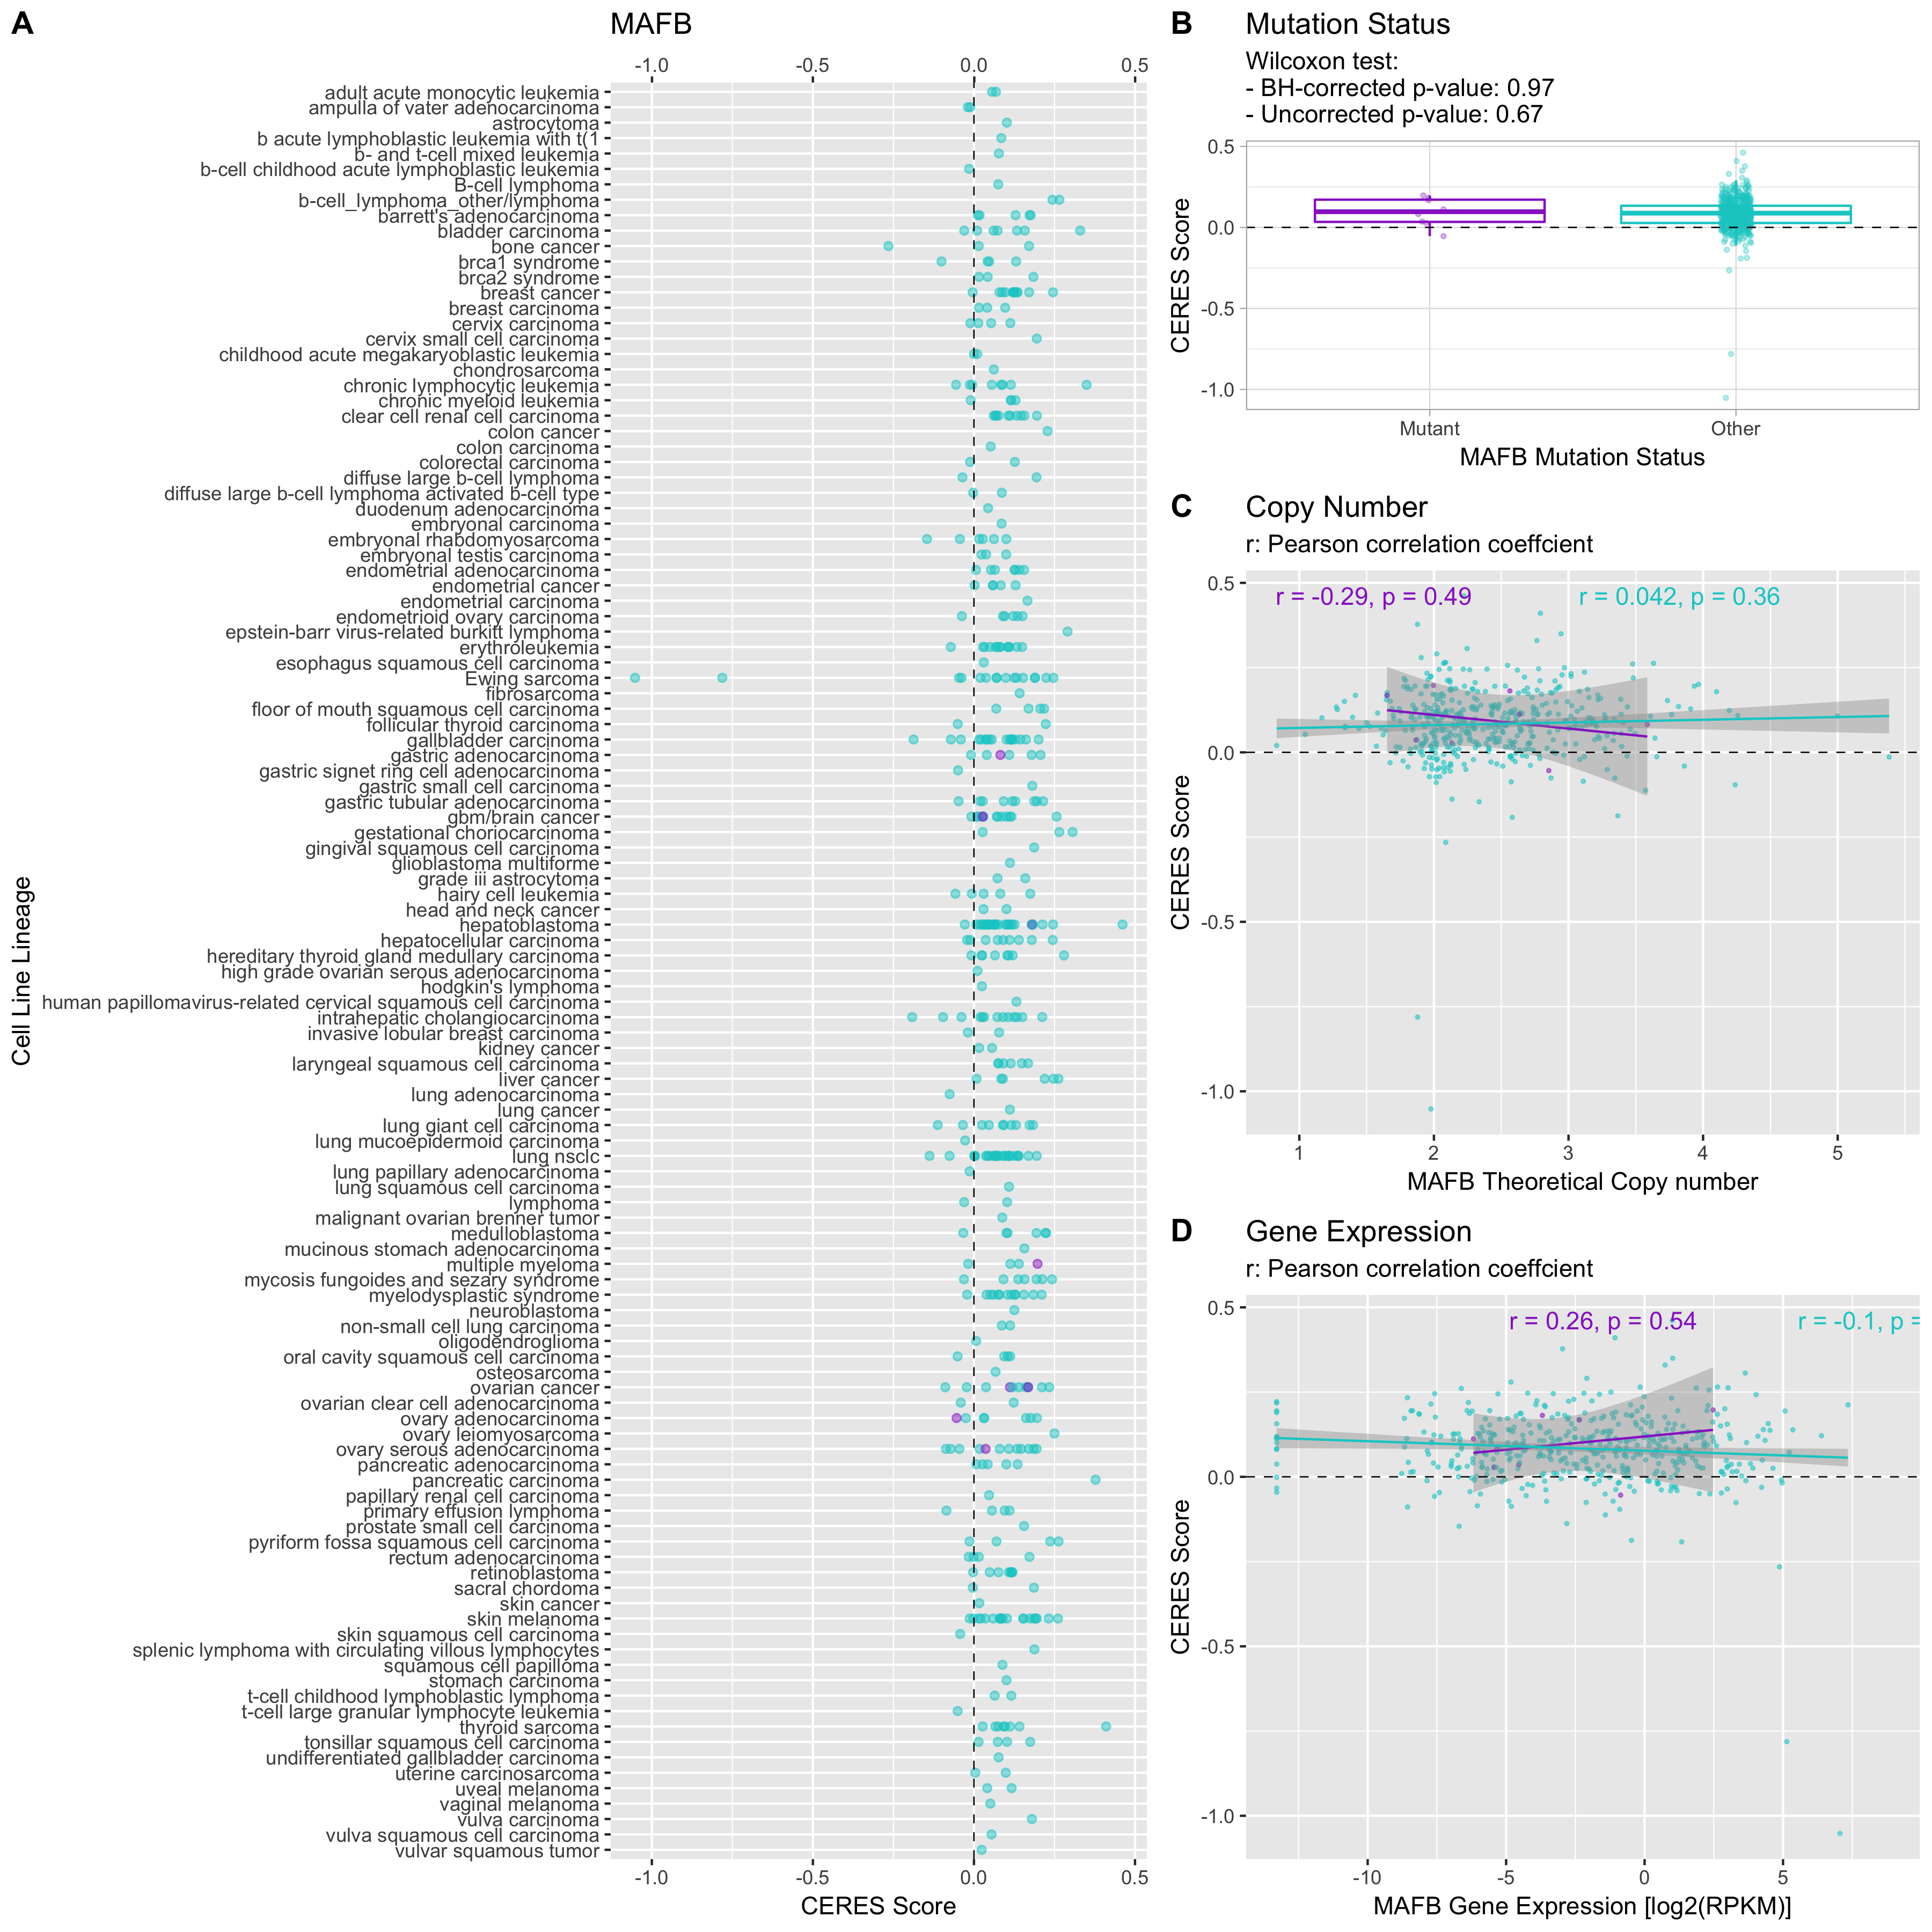 A
MAFB
-1.0 -0.5 0.0 0.5
Cell Line Lineage
adult acute monocytic leukemia
ampulla of vater adenocarcinoma
astrocytoma
b acute lymphoblastic leukemia with t(1
b- and t-cell mixed leukemia
b-cell childhood acute lymphoblastic leukemia
B-cell lymphoma
b-cell_lymphoma_other/lymphoma
barrett's adenocarcinoma
bladder carcinoma
bone cancer
brca1 syndrome
brca2 syndrome
breast cancer
breast carcinoma
cervix carcinoma
cervix small cell carcinoma
childhood acute megakaryoblastic leukemia
chondrosarcoma
chronic lymphocytic leukemia
chronic myeloid leukemia
clear cell renal cell carcinoma
colon cancer
colon carcinoma
colorectal carcinoma
diffuse large b-cell lymphoma
diffuse large b-cell lymphoma activated b-cell type
duodenum adenocarcinoma
embryonal carcinoma
embryonal rhabdomyosarcoma
embryonal testis carcinoma
endometrial adenocarcinoma
endometrial cancer
endometrial carcinoma
endometrioid ovary carcinoma
epstein-barr virus-related burkitt lymphoma
erythroleukemia
esophagus squamous cell carcinoma
Ewing sarcoma
fibrosarcoma
floor of mouth squamous cell carcinoma
follicular thyroid carcinoma
gallbladder carcinoma
gastric adenocarcinoma
gastric signet ring cell adenocarcinoma
gastric small cell carcinoma
gastric tubular adenocarcinoma
gbm/brain cancer
gestational choriocarcinoma
gingival squamous cell carcinoma
glioblastoma multiforme
grade iii astrocytoma
hairy cell leukemia
head and neck cancer
hepatoblastoma
hepatocellular carcinoma
hereditary thyroid gland medullary carcinoma
high grade ovarian serous adenocarcinoma
hodgkin's lymphoma
human papillomavirus-related cervical squamous cell carcinoma
intrahepatic cholangiocarcinoma
invasive lobular breast carcinoma
kidney cancer
laryngeal squamous cell carcinoma
liver cancer
lung adenocarcinoma
lung cancer
lung giant cell carcinoma
lung mucoepidermoid carcinoma
lung nsclc
lung papillary adenocarcinoma
lung squamous cell carcinoma
lymphoma
malignant ovarian brenner tumor
medulloblastoma
mucinous stomach adenocarcinoma
multiple myeloma
mycosis fungoides and sezary syndrome
myelodysplastic syndrome
neuroblastoma
non-small cell lung carcinoma
oligodendroglioma
oral cavity squamous cell carcinoma
osteosarcoma
ovarian cancer
ovarian clear cell adenocarcinoma
ovary adenocarcinoma
ovary leiomyosarcoma
ovary serous adenocarcinoma
pancreatic adenocarcinoma
pancreatic carcinoma
papillary renal cell carcinoma
primary effusion lymphoma
prostate small cell carcinoma
pyriform fossa squamous cell carcinoma
rectum adenocarcinoma
retinoblastoma
sacral chordoma
skin cancer
skin melanoma
skin squamous cell carcinoma
splenic lymphoma with circulating villous lymphocytes
squamous cell papilloma
stomach carcinoma
t-cell childhood lymphoblastic lymphoma
t-cell large granular lymphocyte leukemia
thyroid sarcoma
tonsillar squamous cell carcinoma
undifferentiated gallbladder carcinoma
uterine carcinosarcoma
uveal melanoma
vaginal melanoma
vulva carcinoma
vulva squamous cell carcinoma
vulvar squamous tumor
-1.0 -0.5 0.0 0.5
CERES Score
B
Mutation Status
Wilcoxon test:
- BH-corrected p-value: 0.97
- Uncorrected p-value: 0.67
CERES Score
0.5
0.0
-0.5
-1.0
Mutant Other
MAFB Mutation Status
C
Copy Number
r: Pearson correlation coeffcient
r = -0.29, p = 0.49 r = 0.042, p = 0.36
CERES Score
0.5
0.0
-0.5
-1.0
1 2 3 4 5
MAFB Theoretical Copy number
D
Gene Expression
r: Pearson correlation coeffcient
r = 0.26, p = 0.54 r = -0.1, p =
CERES Score
0.5
0.0
-0.5
-1.0
-10 -5 0 5
MAFB Gene Expression [log2(RPKM)]